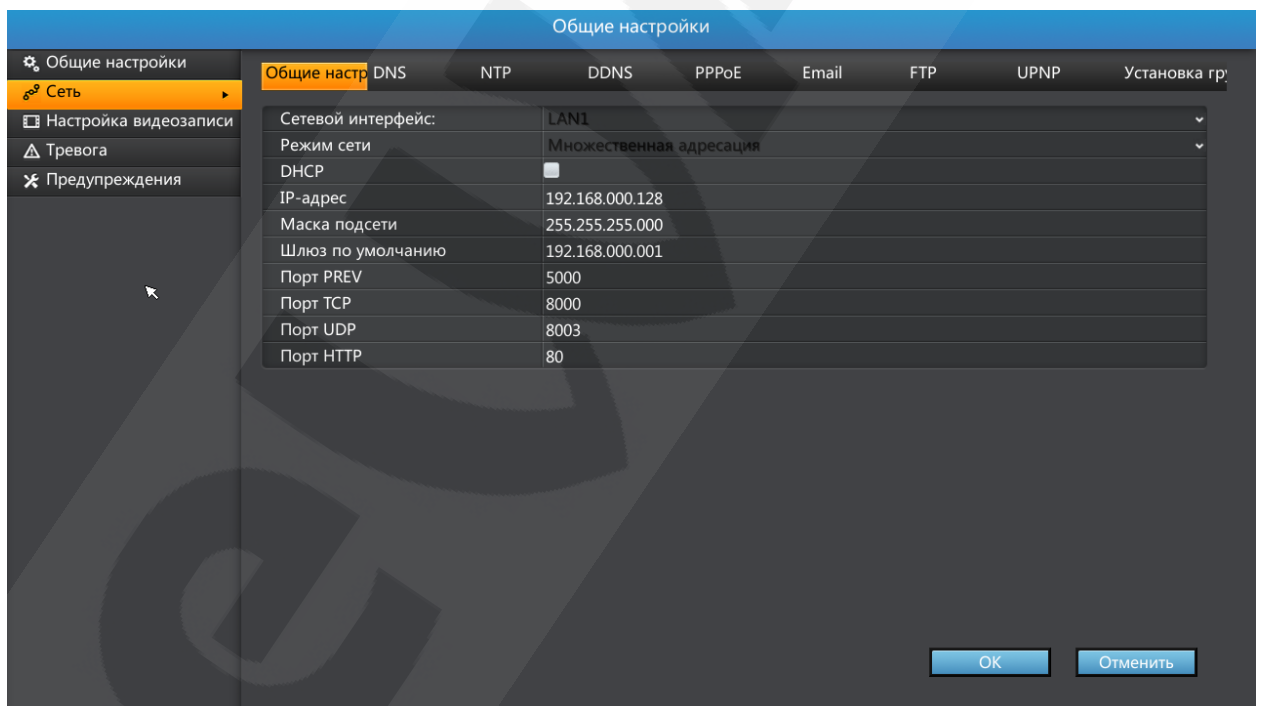 Общие настройки
Общие настройки
Сеть
Настройка видеозаписи
Тревога
Предупреждения
Общие настр DNS NTP DDNS PPPoE Email FTP UPNP Установка гру
Сетевой интерфейс: LAN1
Режим сети Множественная адресация
DHCP
IP-адрес 192.168.000.128
Маска подсети 255.255.255.000
Шлюз по умолчанию 192.168.000.001
Порт PREV 5000
Порт TCP 8000
Порт UDP 8003
Порт HTTP 80
OK Отменить